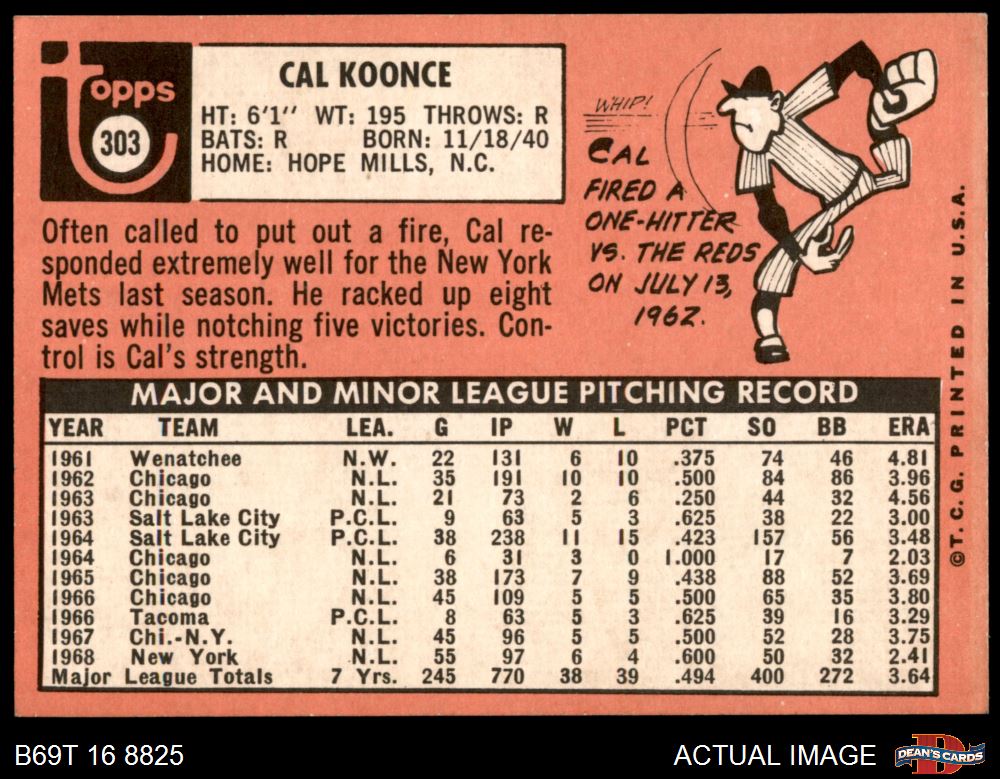 Topps
303
CAL KOONCE
HT: 6'1" WT: 195 THROWS: R
BATS: R BORN: 11/18/40
HOME: HOPE MILLS, N.C.
Often called to put out a fire, Cal re-
sponded extremely well for the New York
Mets last season. He racked up eight
saves while notching five victories. Con-
trol is Cal's strength.
WHIP!
CAL
FIRED A
ONE-HITTER
VS. THE REDS
ON JULY 13,
1962.
MAJOR AND MINOR LEAGUE PITCHING RECORD
YEAR TEAM LEA. G IP W L PCT SO BB ERA
1961 Wenatchee N.W. 22 131 6 10 .375 74 46 4.81
1962 Chicago N.L. 35 191 10 10 .500 84 86 3.96
1963 Chicago N.L. 21 73 2 6 .250 44 32 4.56
1963 Salt Lake City P.C.L. 9 63 5 3 .625 38 22 3.00
1964 Salt Lake City P.C.L. 38 238 11 15 .423 157 56 3.48
1964 Chicago N.L. 6 31 3 0 1.000 17 7 2.03
1965 Chicago N.L. 38 173 7 9 .438 88 52 3.69
1966 Chicago N.L. 45 109 5 5 .500 65 35 3.80
1966 Tacoma P.C.L. 8 63 5 3 .625 39 16 3.29
1967 Chi.-N.Y. N.L. 45 96 5 5 .500 52 28 3.75
1968 New York N.L. 55 97 6 4 .600 50 32 2.41
Major League Totals 7 Yrs. 245 770 38 39 .494 400 272 3.64
©T.C.G. PRINTED IN U.S.A.
B69T 16 8825
ACTUAL IMAGE
D
DEAN'S CARDS